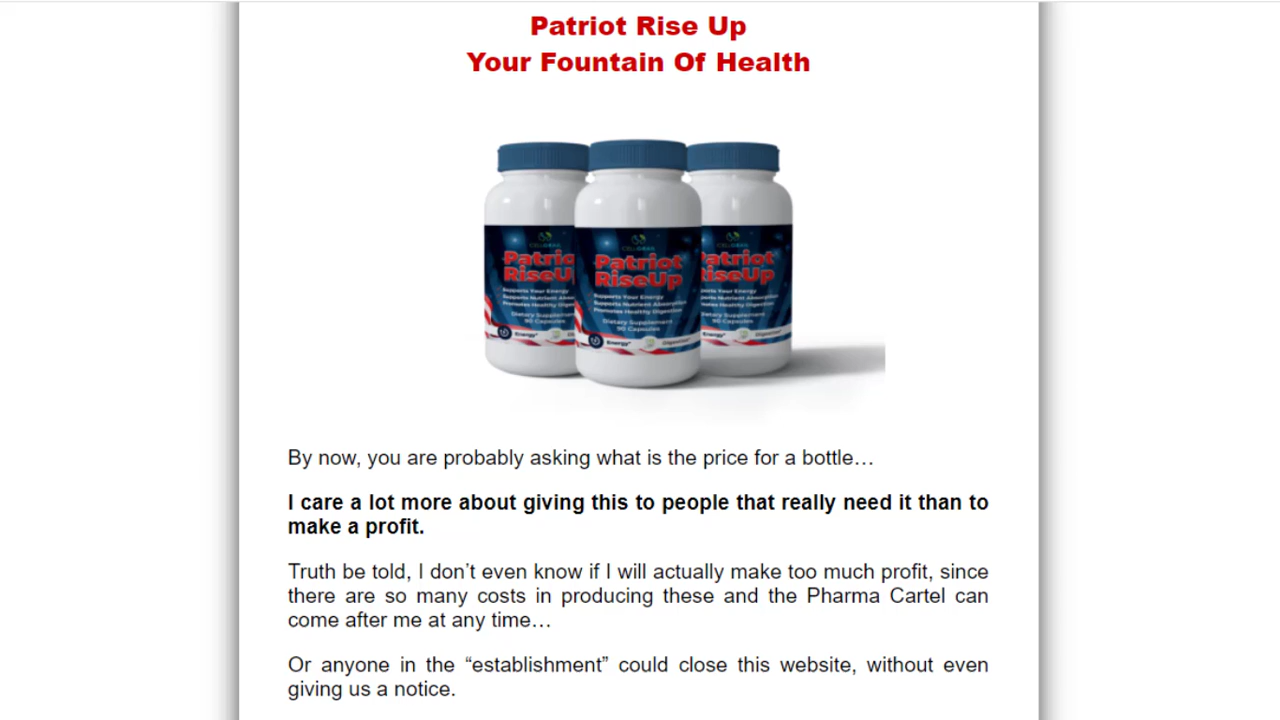 Patriot Rise Up
Your Fountain Of Health
Patriot
RiseUp
Supports Your Energy
Supports Nutrient Absorption
Promotes Healthy Digestion
Dietary Supplement
90 Capsules
Energy*
Digestion*
By now, you are probably asking what is the price for a bottle…
I care a lot more about giving this to people that really need it than to
make a profit.
Truth be told, I don’t even know if I will actually make too much profit, since
there are so many costs in producing these and the Pharma Cartel can
come after me at any time…
Or anyone in the “establishment” could close this website, without even
giving us a notice.